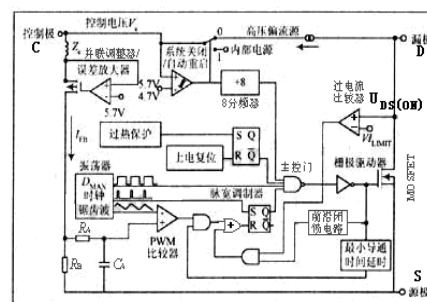 控制极
C
控制电压Vc
Zc
并联调整器/
误差放大器
5.7V
4.7V
5.7V
系统关闭
/自动重启
0
1
高压偏流源
内部电源
÷8
8分频器
漏极
D
过电流
比较器
UDS(ON)
VILIMIT
IFB
过热保护
上电复位
S Q
R Q
主控门
栅极驱动器
MOSFET
振荡器
DMAX
时钟
锯齿波
脉宽调制器
S Q
R Q
前沿闭
锁电路
最小导通
时间延时
PWM
比较器
RA
RB
CA
S
源极